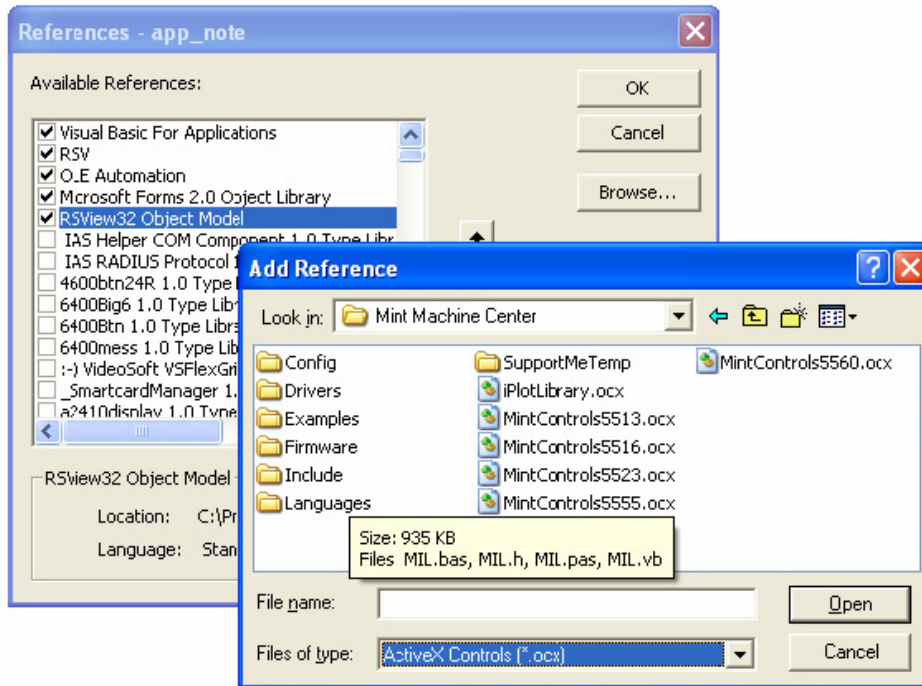 References - app_note
Available References:
OK
Cancel
Browse...
Visual Basic For Applications
RSV
OLE Automation
Microsoft Forms 2.0 Object Library
RSView32 Object Model
IAS Helper COM Component 1.0 Type Libr
IAS RADIUS Protocol 1
4600btn24R 1.0 Type
6400Big6 1.0 Type Libr
6400Btn 1.0 Type Libra
6400mess 1.0 Type Lib
:-) VideoSoft VSFlexGri
_SmartcardManager 1.
a2410display 1.0 Type
RSView32 Object Model
Location: C:\Pr
Language: Stan
Add Reference
Look in: Mint Machine Center
Config
Drivers
Examples
Firmware
Include
Languages
SupportMeTemp
iPlotLibrary.ocx
MintControls5513.ocx
MintControls5516.ocx
MintControls5523.ocx
MintControls5555.ocx
MintControls5560.ocx
Size: 935 KB
Files MIL.bas, MIL.h, MIL.pas, MIL.vb
File name:
Open
Files of type: ActiveX Controls (*.ocx)
Cancel